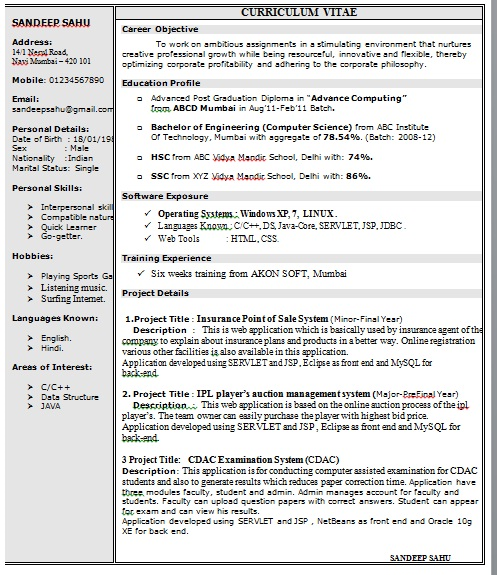 CURRICULUM VITAE
SANDEEP SAHU
Address:
14/1 Nerul Road,
Navi Mumbai – 420 101
Mobile: 01234567890
Email:
sandeepsahu@gmail.com
Personal Details:
Date of Birth : 18/01/198
Sex : Male
Nationality :Indian
Marital Status: Single
Personal Skills:
Interpersonal skill
Compatible nature
Quick Learner
Go-getter.
Hobbies:
Playing Sports Ga
Listening music.
Surfing Internet.
Languages Known:
English.
Hindi.
Areas of Interest:
C/C++
Data Structure
JAVA
Career Objective
To work on ambitious assignments in a stimulating environment that nurtures
creative professional growth while being resourceful, innovative and flexible, thereby
optimizing corporate profitability and adhering to the corporate philosophy.
Education Profile
Advanced Post Graduation Diploma in “Advance Computing”
from ABCD Mumbai in Aug'11-Feb'11 Batch.
Bachelor of Engineering (Computer Science) from ABC Institute
Of Technology, Mumbai with aggregate of 78.54%. (Batch: 2008-12)
HSC from ABC Vidya Mandir School, Delhi with: 74%.
SSC from XYZ Vidya Mandir School, Delhi with: 86%.
Software Exposure
Operating Systems : Windows XP, 7, LINUX .
Languages Known : C/C++, DS, Java-Core, SERVLET, JSP, JDBC .
Web Tools : HTML, CSS.
Training Experience
Six weeks training from AKON SOFT, Mumbai
Project Details
1.Project Title : Insurance Point of Sale System (Minor-Final Year)
Description : This is web application which is basically used by insurance agent of the
company to explain about insurance plans and products in a better way. Online registration
various other facilities is also available in this application.
Application developed using SERVLET and JSP, Eclipse as front end and MySQL for
back-end.
2. Project Title : IPL player’s auction management system (Major-PreFinal Year)
Description : This web application is based on the online auction process of the ipl
player’s. The team owner can easily purchase the player with highest bid price.
Application developed using SERVLET and JSP , Eclipse as front end and MySQL for
back-end.
3 Project Title: CDAC Examination System (CDAC)
Description: This application is for conducting computer assisted examination for CDAC
students and also to generate results which reduces paper correction time. Application have
three modules faculty, student and admin. Admin manages account for faculty and
students. Faculty can upload question papers with correct answers. Student can appear
for exam and can view his results.
Application developed using SERVLET and JSP , NetBeans as front end and Oracle 10g
XE for back end.
SANDEEP SAHU